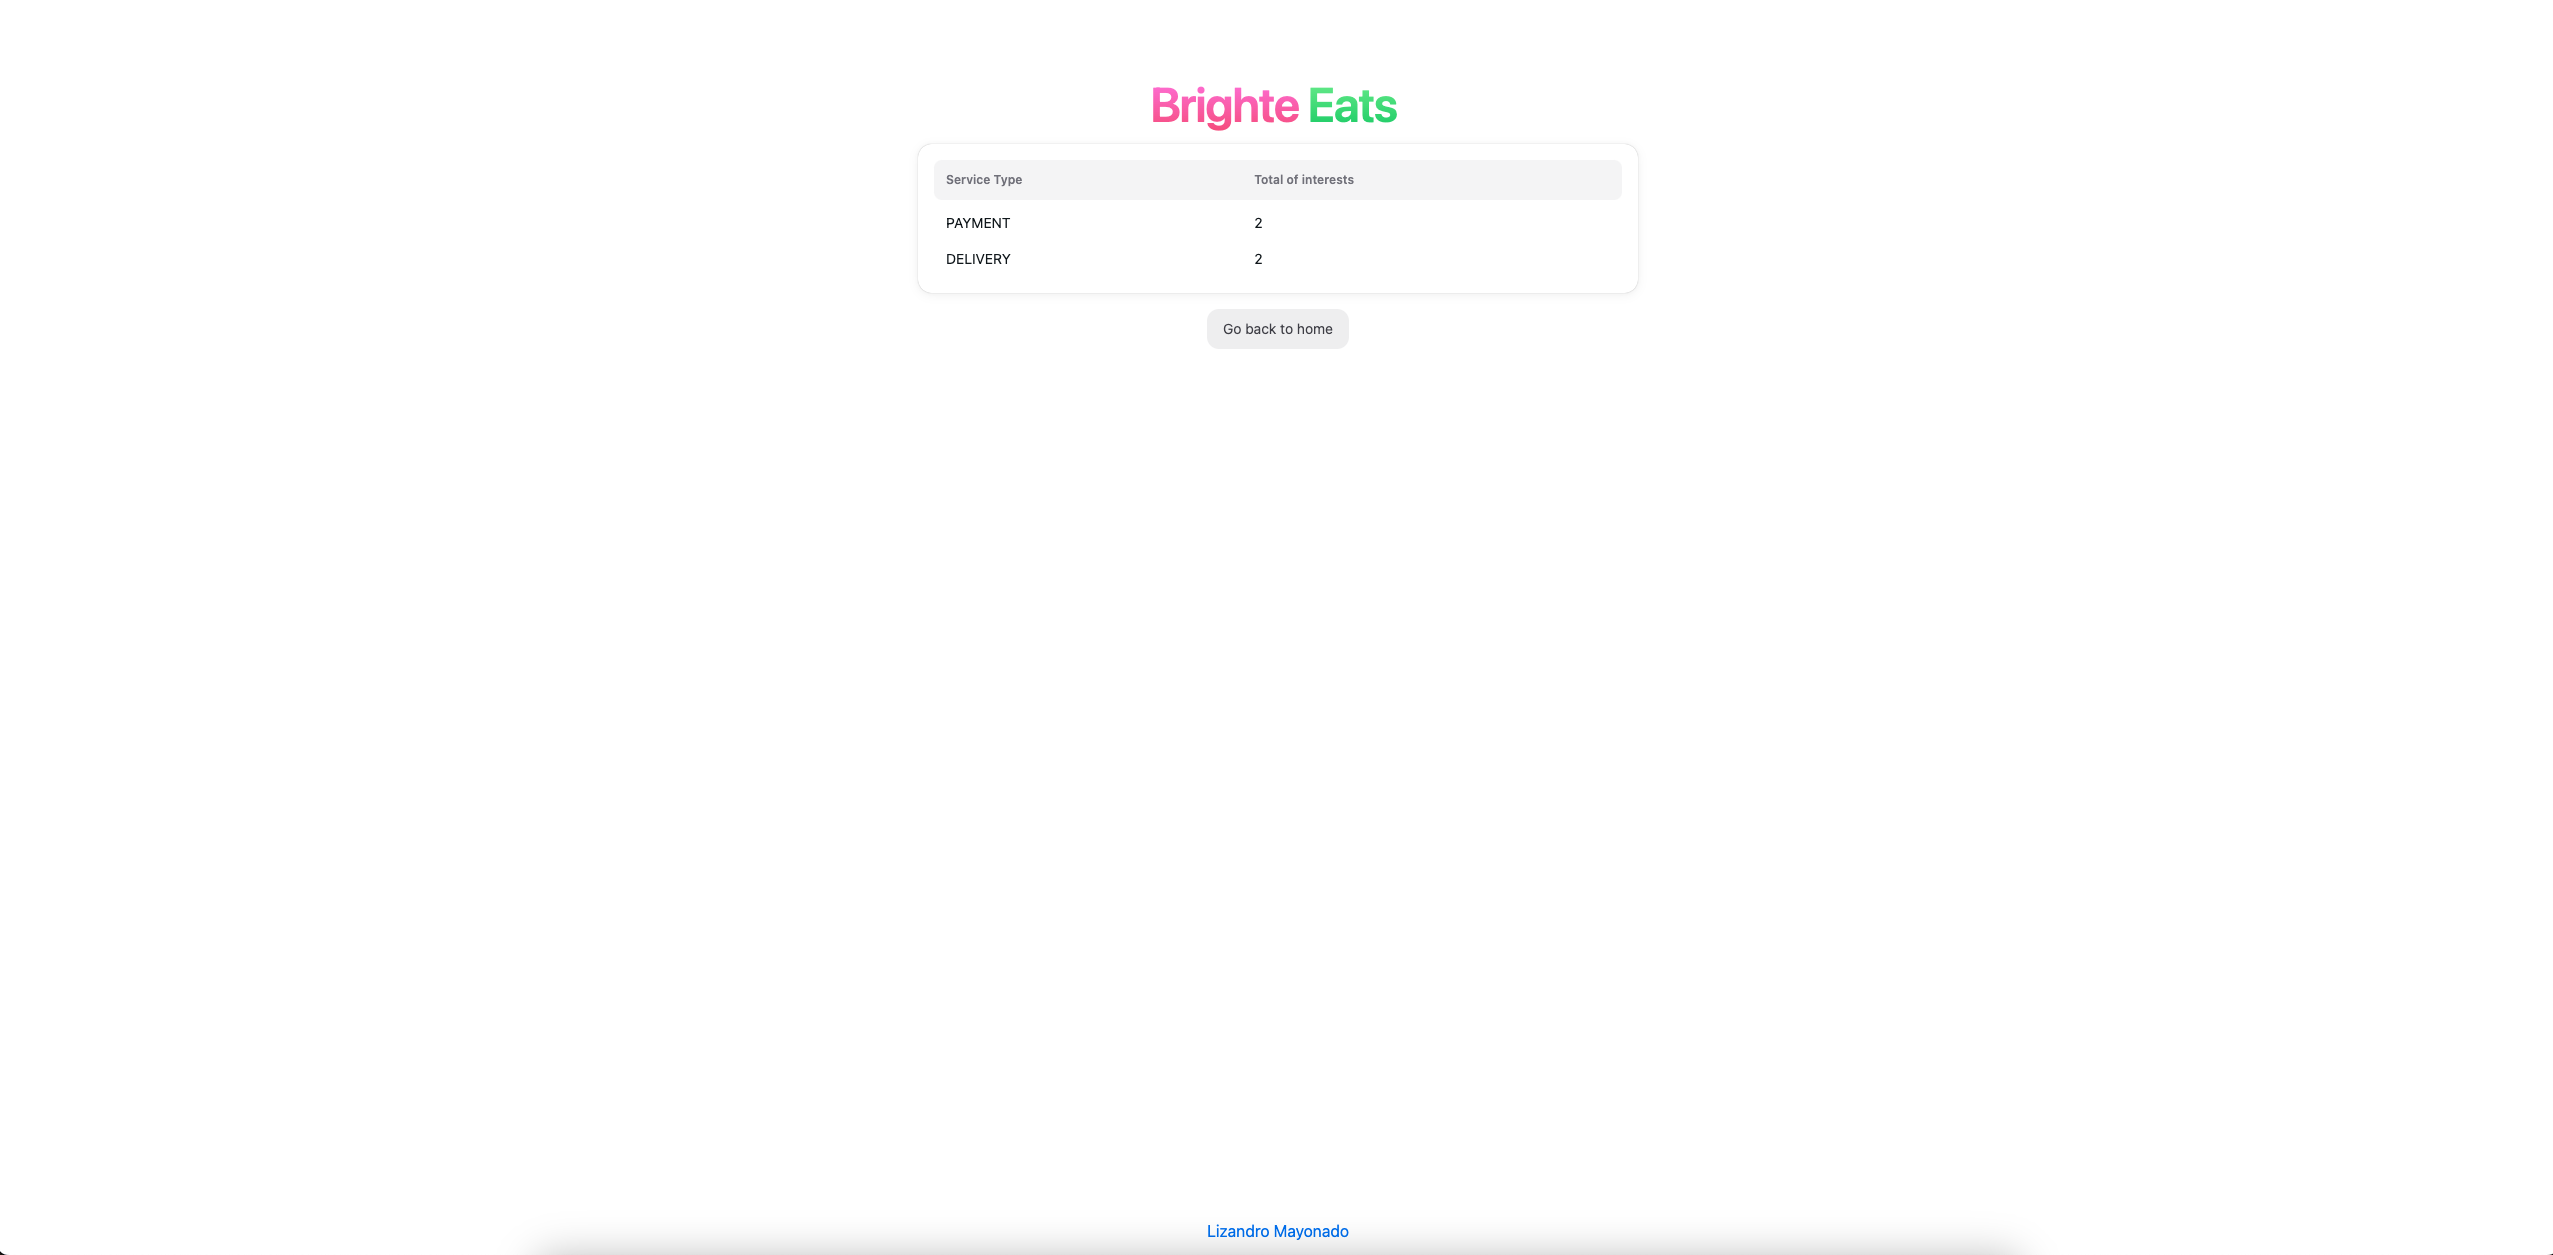 Brighte Eats
Service Type Total of interests
PAYMENT 2
DELIVERY 2
Go back to home
Lizandro Mayonado